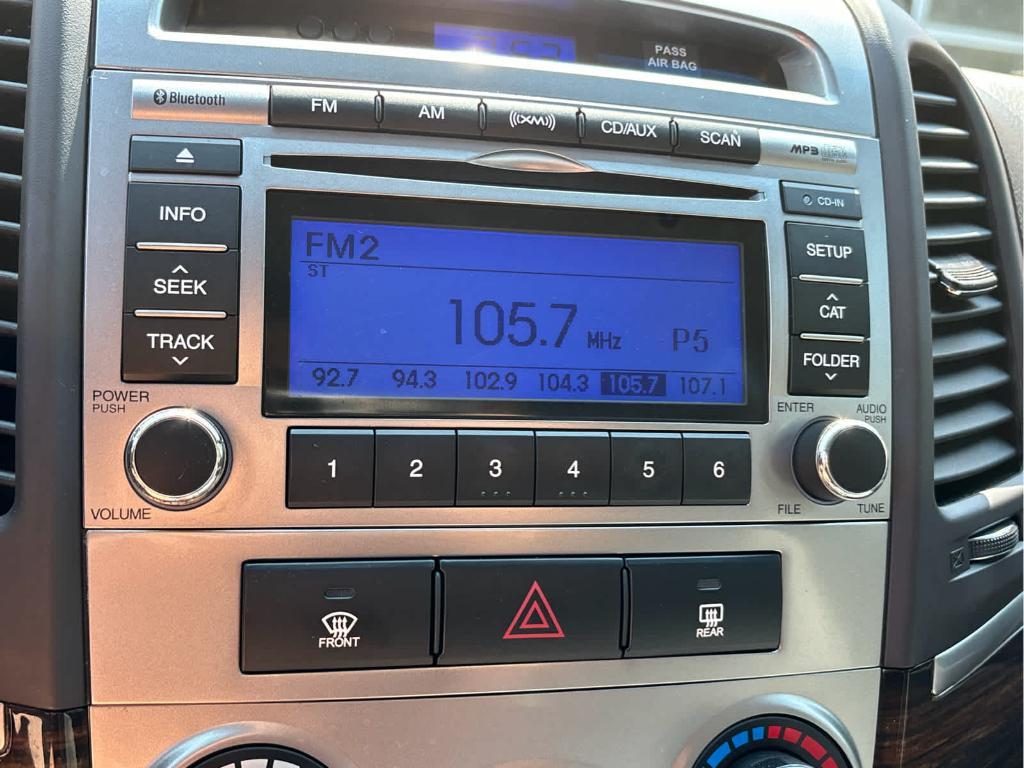 PASS
AIR BAG
Bluetooth
FM
AM
((XM))
CD/AUX
SCAN
MP3
CD-IN
INFO
SEEK
TRACK
SETUP
CAT
FOLDER
FM2
ST
105.7 MHz P5
92.7 94.3 102.9 104.3 105.7 107.1
POWER
PUSH
VOLUME
ENTER
AUDIO
PUSH
FILE
TUNE
1 2 3 4 5 6
FRONT
REAR